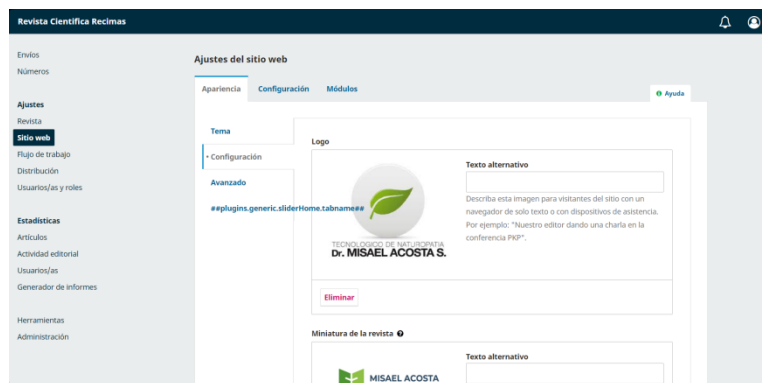 Revista Cientifica Recimas
Envíos
Números
Ajustes
Revista
Sitio web
Flujo de trabajo
Distribución
Usuarios/as y roles
Estadísticas
Artículos
Actividad editorial
Usuarios/as
Generador de informes
Herramientas
Administración
Ajustes del sitio web
Apariencia Configuración Módulos
Ayuda
Tema
• Configuración
Avanzado
##plugins.generic.sliderHome.tabname##
Logo
TECNOLOGICO DE NATUROPATIA
Dr. MISAEL ACOSTA S.
Texto alternativo
Describa esta imagen para visitantes del sitio con un
navegador de solo texto o con dispositivos de asistencia.
Por ejemplo: "Nuestro editor dando una charla en la
conferencia PKP".
Eliminar
Miniatura de la revista
MISAEL ACOSTA
Texto alternativo